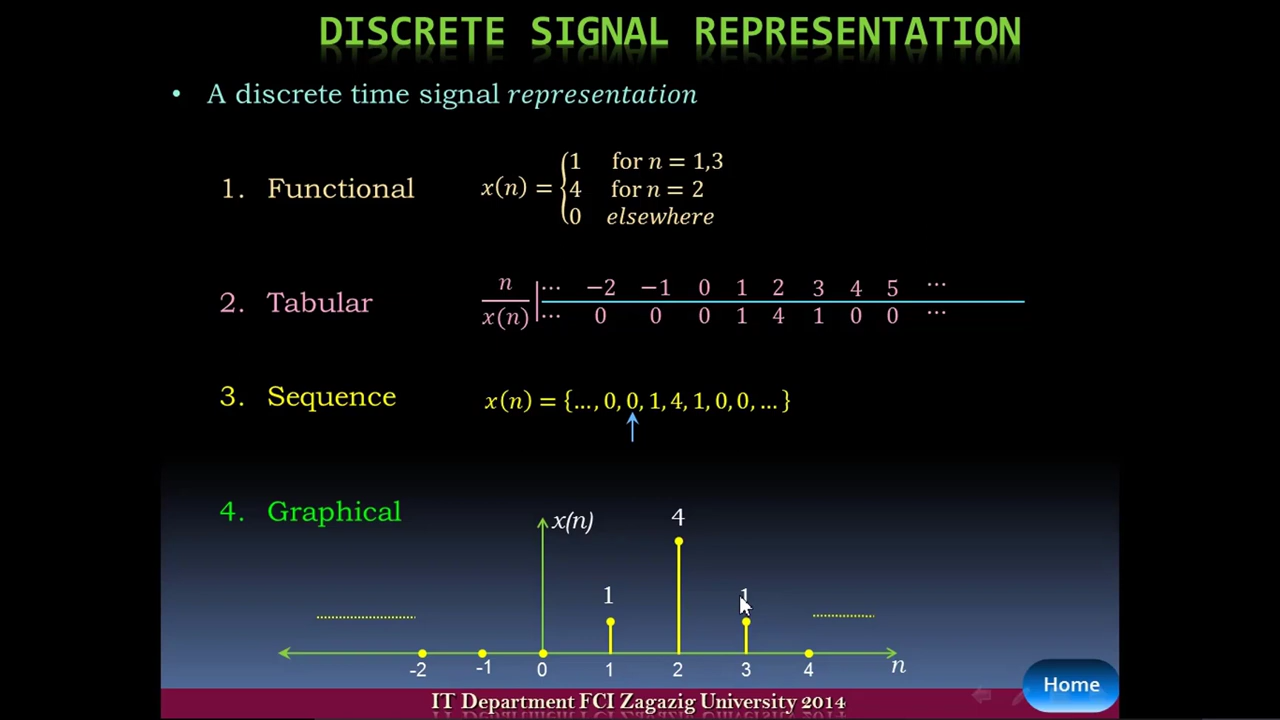 DISCRETE SIGNAL REPRESENTATION
• A discrete time signal representation
1. Functional
x(n) = {1 for n = 1,3
4 for n = 2
0 elsewhere
2. Tabular
n | ⋯ −2 −1 0 1 2 3 4 5 ⋯
x(n) | ⋯ 0 0 0 1 4 1 0 0 ⋯
3. Sequence
x(n) = {…, 0, 0, 1, 4, 1, 0, 0, … }
↑
4. Graphical
x(n)
4
1 1
-2 -1 0 1 2 3 4 n
Home
IT Department FCI Zagazig University 2014